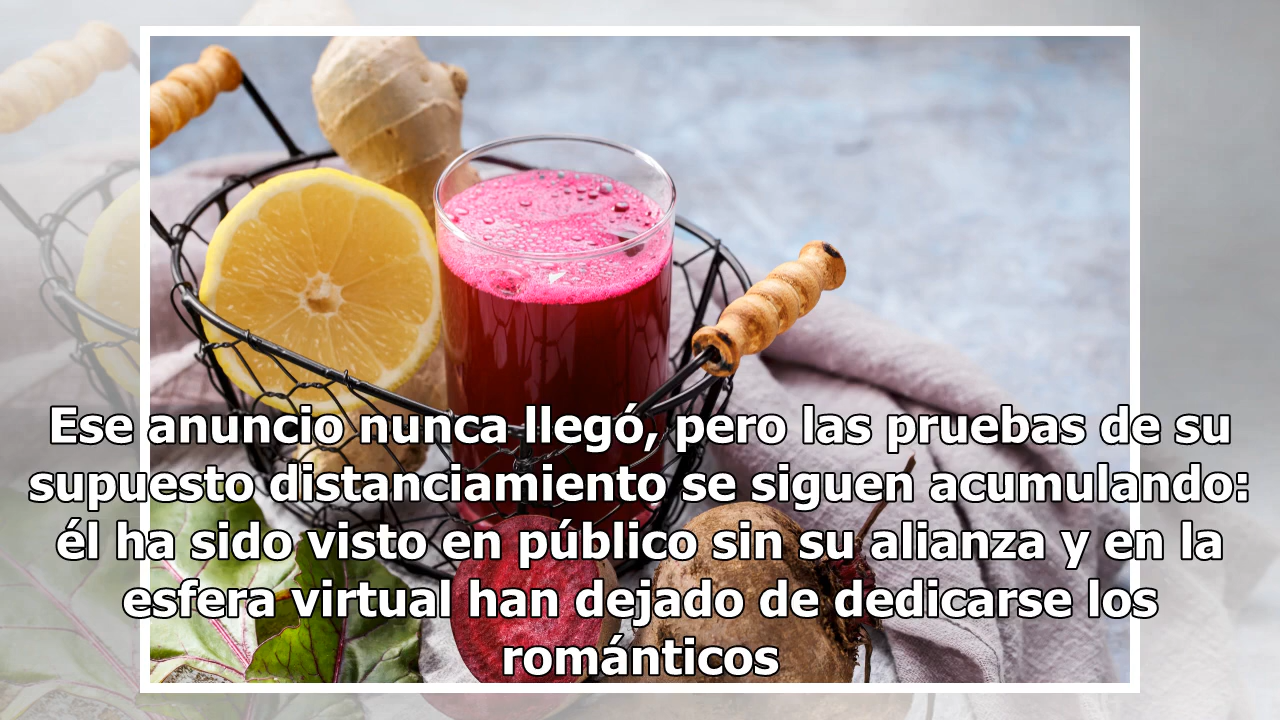 Ese anuncio nunca llegó, pero las pruebas de su
supuesto distanciamiento se siguen acumulando:
él ha sido visto en público sin su alianza y en la
esfera virtual han dejado de dedicarse los
románticos